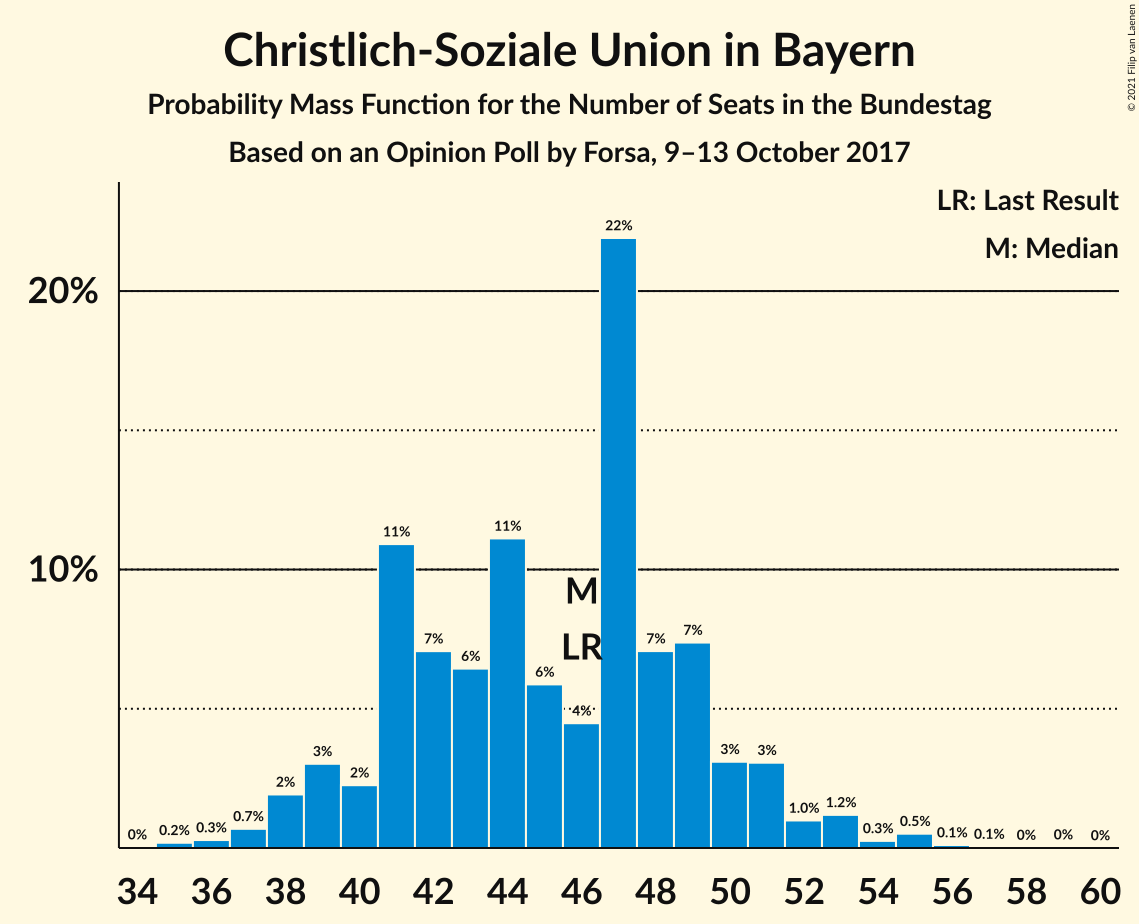 Christlich-Soziale Union in Bayern
Probability Mass Function for the Number of Seats in the Bundestag
Based on an Opinion Poll by Forsa, 9–13 October 2017
© 2021 Filip van Laenen
LR: Last Result
M: Median
20%
10%
M
LR
0% 0.2% 0.3% 0.7% 2% 3% 2% 11% 7% 6% 11% 6% 4% 22% 7% 7% 3% 3% 1.0% 1.2% 0.3% 0.5% 0.1% 0.1% 0% 0% 0%
34 36 38 40 42 44 46 48 50 52 54 56 58 60